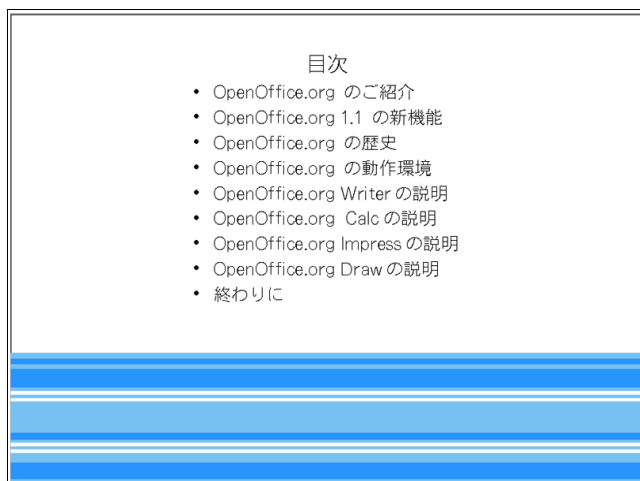 目次
• OpenOffice.org のご紹介
• OpenOffice.org 1.1 の新機能
• OpenOffice.org の歴史
• OpenOffice.org の動作環境
• OpenOffice.org Writer の説明
• OpenOffice.org Calc の説明
• OpenOffice.org Impress の説明
• OpenOffice.org Draw の説明
• 終わりに